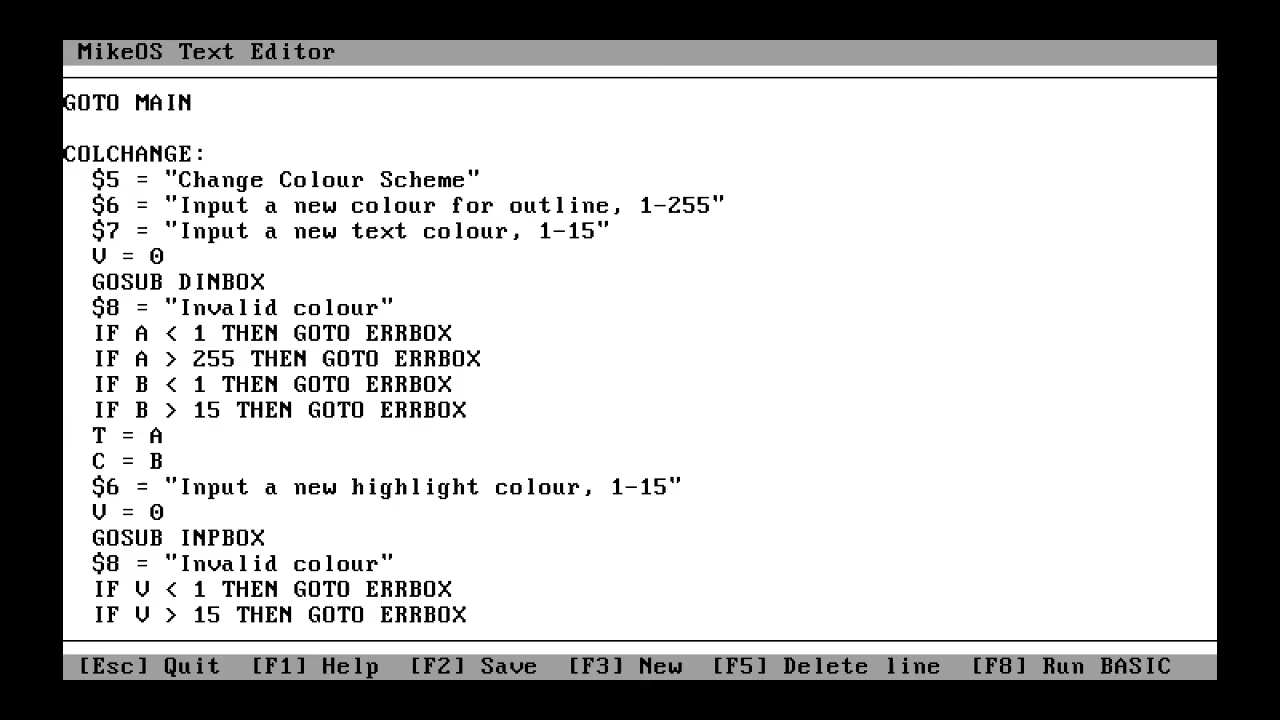 MikeOS Text Editor
GOTO MAIN
COLCHANGE:
$5 = "Change Colour Scheme"
$6 = "Input a new colour for outline, 1-255"
$7 = "Input a new text colour, 1-15"
V = 0
GOSUB DINBOX
$8 = "Invalid colour"
IF A < 1 THEN GOTO ERRBOX
IF A > 255 THEN GOTO ERRBOX
IF B < 1 THEN GOTO ERRBOX
IF B > 15 THEN GOTO ERRBOX
T = A
C = B
$6 = "Input a new highlight colour, 1-15"
V = 0
GOSUB INPBOX
$8 = "Invalid colour"
IF V < 1 THEN GOTO ERRBOX
IF V > 15 THEN GOTO ERRBOX
[Esc] Quit [F1] Help [F2] Save [F3] New [F5] Delete line [F8] Run BASIC